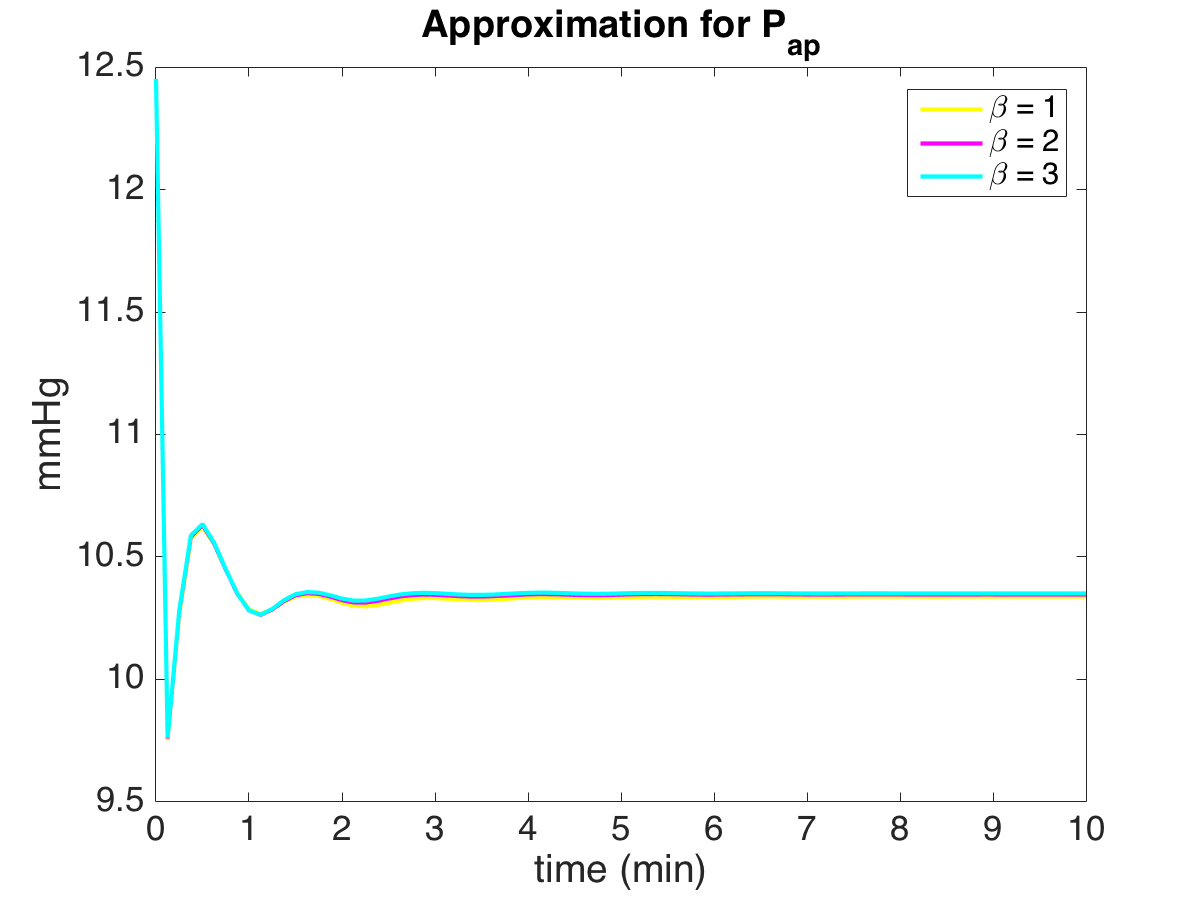 Approximation for P_ap
12.5
12
11.5
11
10.5
10
9.5
mmHg
β = 1
β = 2
β = 3
0 1 2 3 4 5 6 7 8 9 10
time (min)